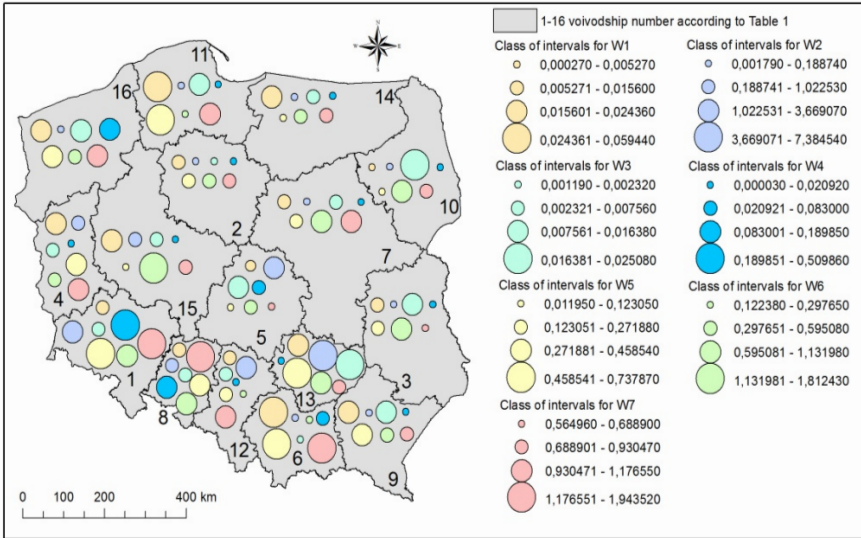 11
16
14
10
2
7
4
15
5
1
3
13
8
12
6
9
0 100 200 400 km
1-16 voivodship number according to Table 1
Class of intervals for W1
0,000270 - 0,005270
0,005271 - 0,015600
0,015601 - 0,024360
0,024361 - 0,059440
Class of intervals for W2
0,001790 - 0,188740
0,188741 - 1,022530
1,022531 - 3,669070
3,669071 - 7,384540
Class of intervals for W3
0,001190 - 0,002320
0,002321 - 0,007560
0,007561 - 0,016380
0,016381 - 0,025080
Class of intervals for W4
0,000030 - 0,020920
0,020921 - 0,083000
0,083001 - 0,189850
0,189851 - 0,509860
Class of intervals for W5
0,011950 - 0,123050
0,123051 - 0,271880
0,271881 - 0,458540
0,458541 - 0,737870
Class of intervals for W6
0,122380 - 0,297650
0,297651 - 0,595080
0,595081 - 1,131980
1,131981 - 1,812430
Class of intervals for W7
0,564960 - 0,688900
0,688901 - 0,930470
0,930471 - 1,176550
1,176551 - 1,943520